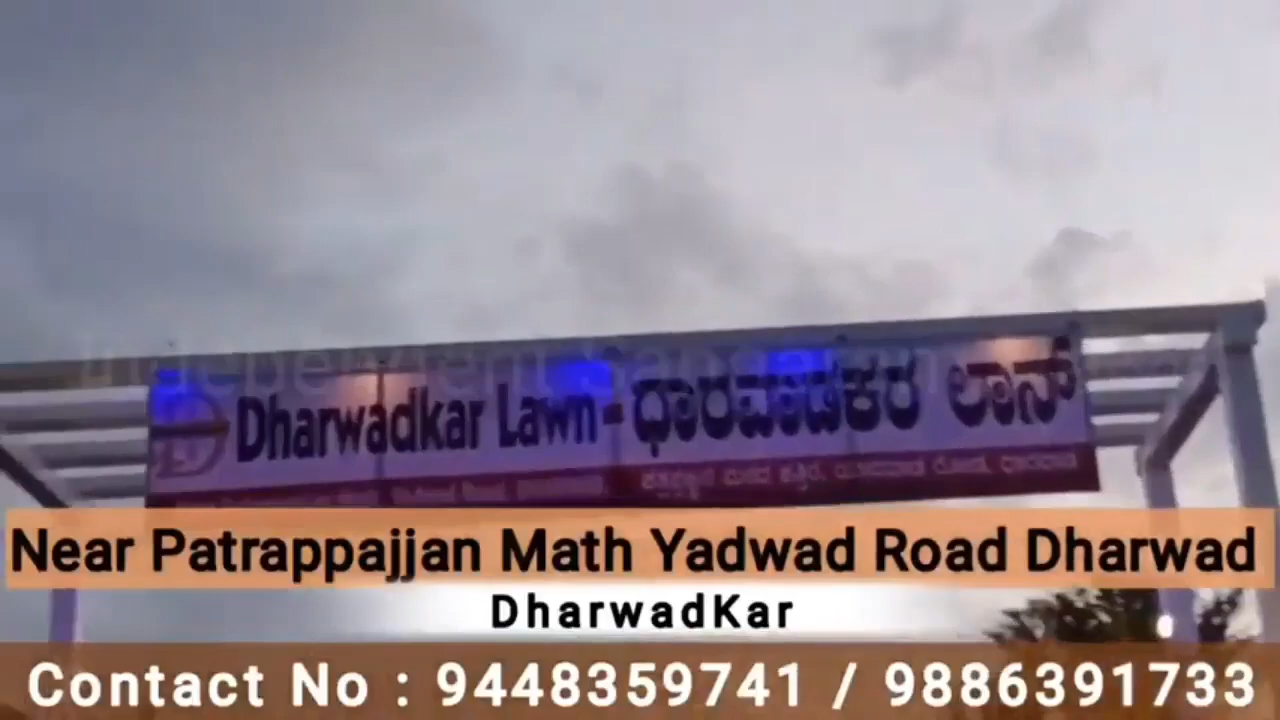 Dharwadkar Lawn - ಧಾರವಾಡಕರ ಲಾನ್
Near Patrappajjan Math Yadwad Road Dharwad
DharwadKar
Contact No : 9448359741 / 9886391733